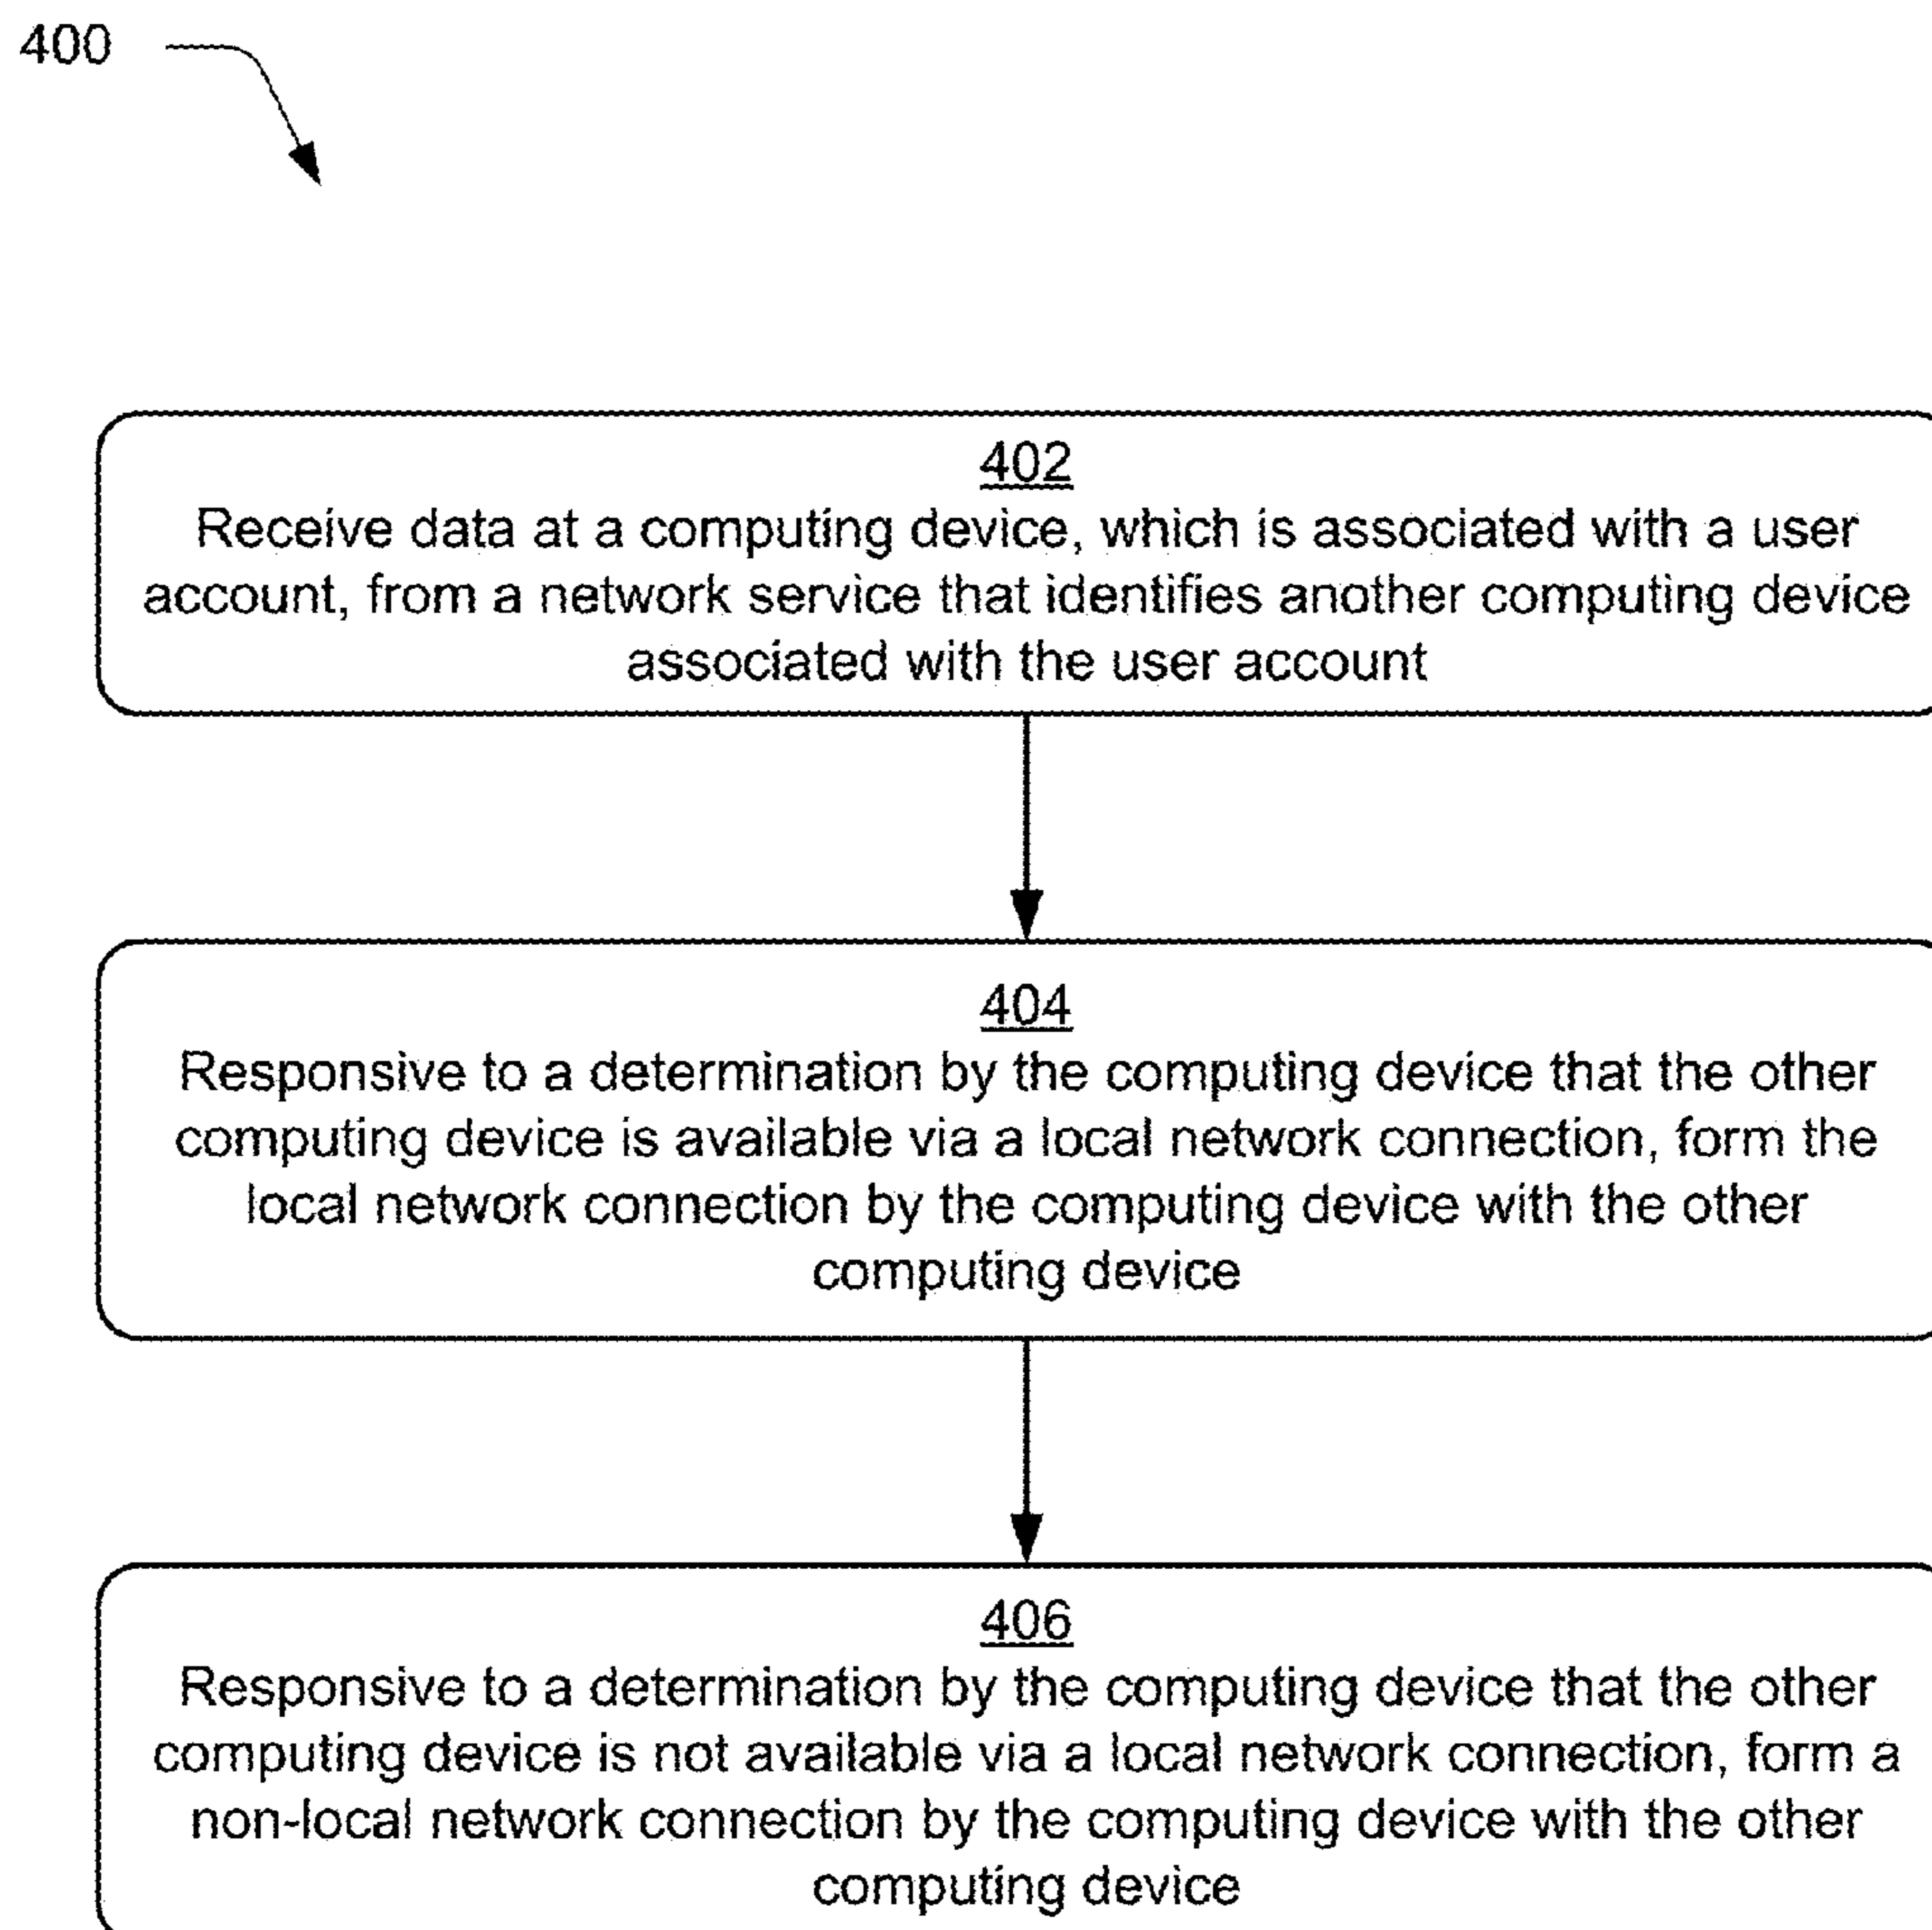 400
402
Receive data at a computing device, which is associated with a user
account, from a network service that identifies another computing device
associated with the user account
404
Responsive to a determination by the computing device that the other
computing device is available via a local network connection, form the
local network connection by the computing device with the other
computing device
406
Responsive to a determination by the computing device that the other
computing device is not available via a local network connection, form a
non-local network connection by the computing device with the other
computing device